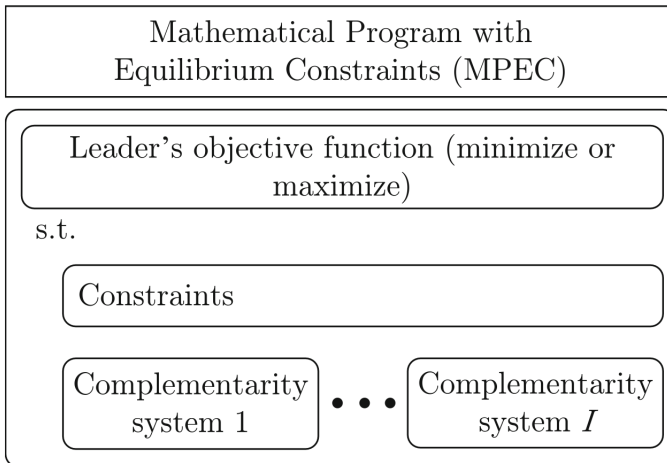 Mathematical Program with
Equilibrium Constraints (MPEC)
Leader's objective function (minimize or
maximize)
s.t.
Constraints
Complementarity
system 1
Complementarity
system I